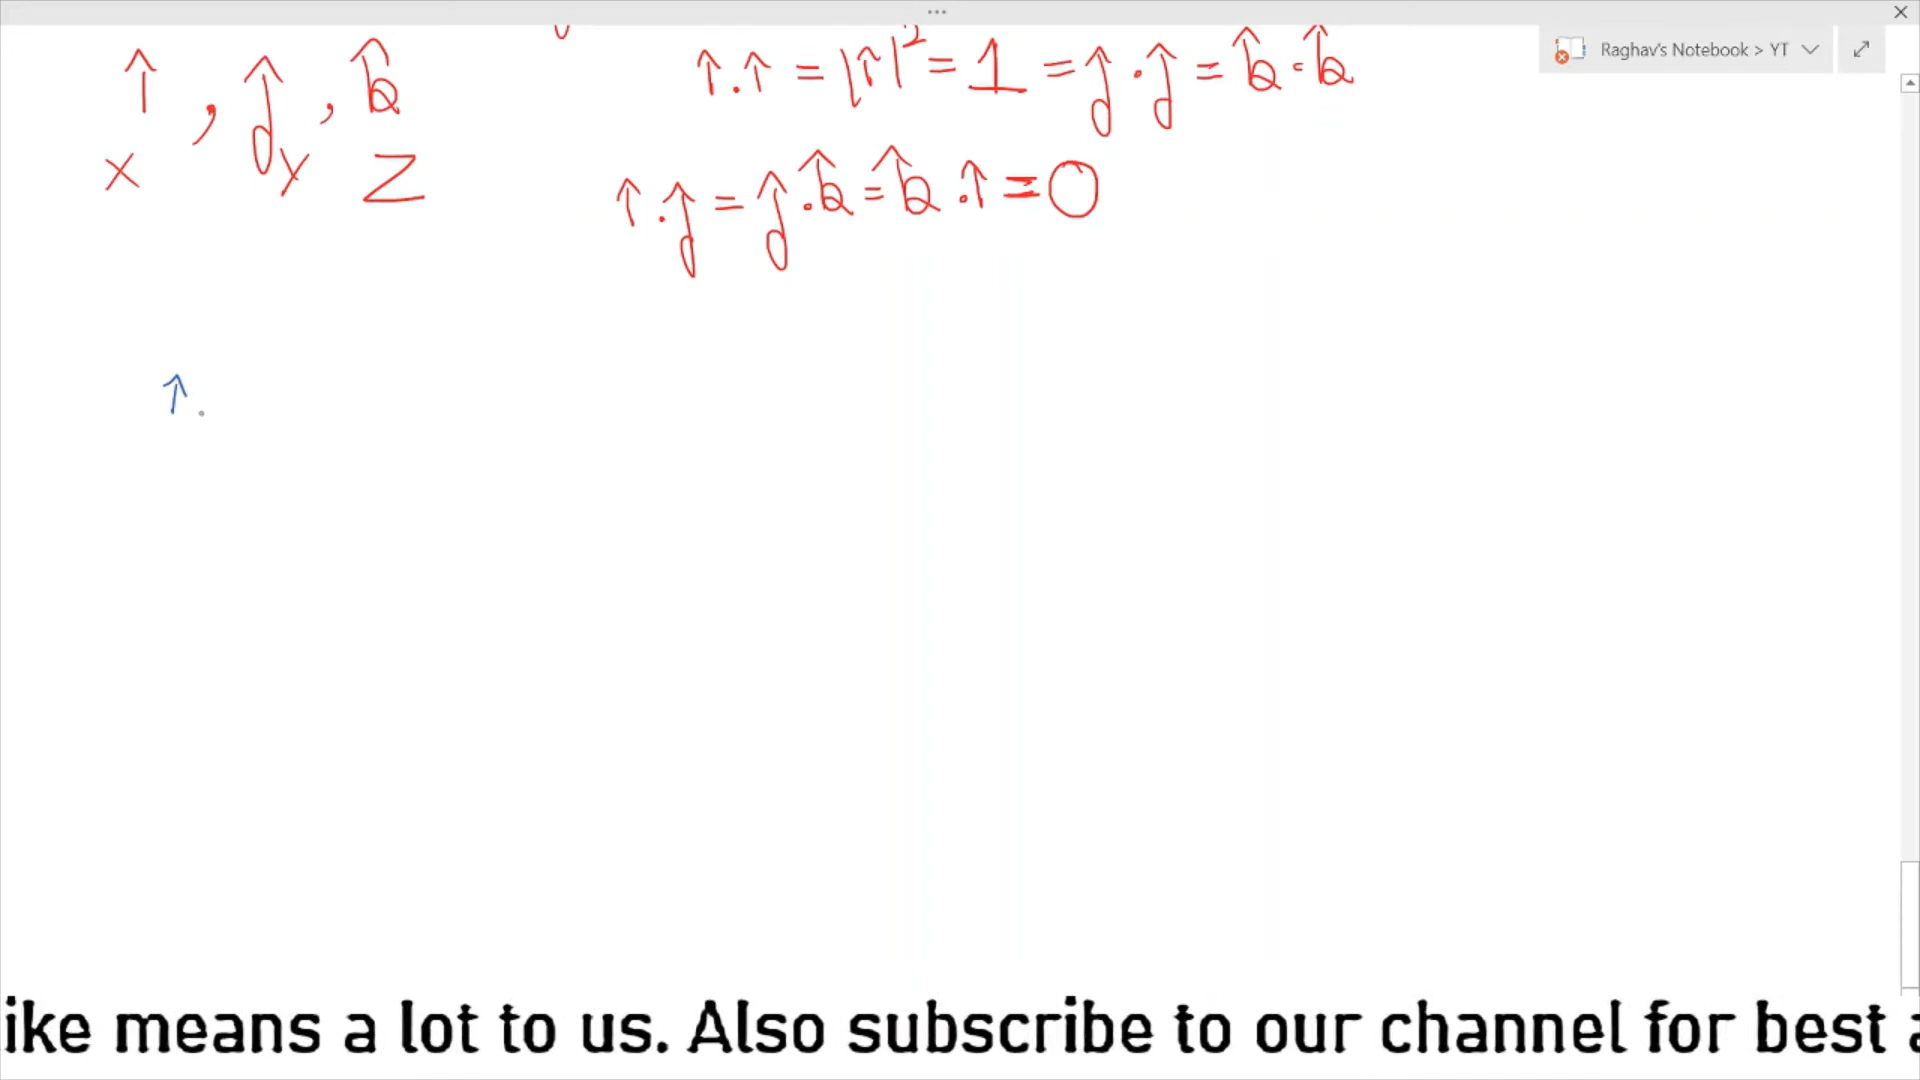 ...
Raghav's Notebook > YT
î , ĵ , k̂
x y z
î . î = |î|² = 1 = ĵ . ĵ = k̂ . k̂
î . ĵ = ĵ . k̂ = k̂ . î = 0
î .
ike means a lot to us. Also subscribe to our channel for best a